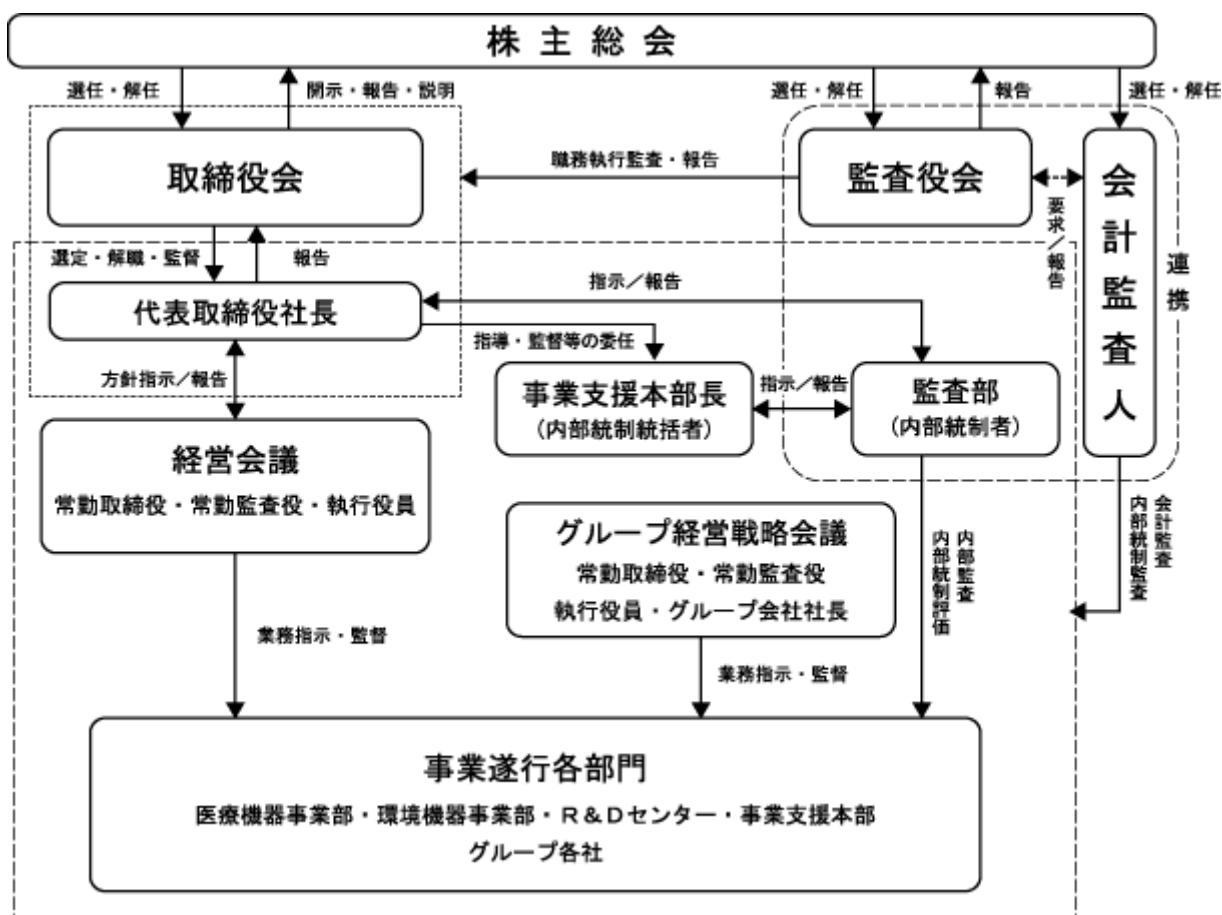 株主総会
選任・解任
開示・報告・説明
選任・解任
報告
選任・解任
取締役会
職務執行監査・報告
監査役会
会計監査人
要求／報告
連携
選定・解職・監督
報告
代表取締役社長
指示／報告
指導・監督等の委任
方針指示／報告
事業支援本部長
(内部統制統括者)
指示／報告
監査部
(内部統制者)
経営会議
常勤取締役・常勤監査役・執行役員
グループ経営戦略会議
常勤取締役・常勤監査役
執行役員・グループ会社社長
内部監査
内部統制評価
会計監査
内部統制監査
業務指示・監督
業務指示・監督
事業遂行各部門
医療機器事業部・環境機器事業部・Ｒ＆Ｄセンター・事業支援本部
グループ各社